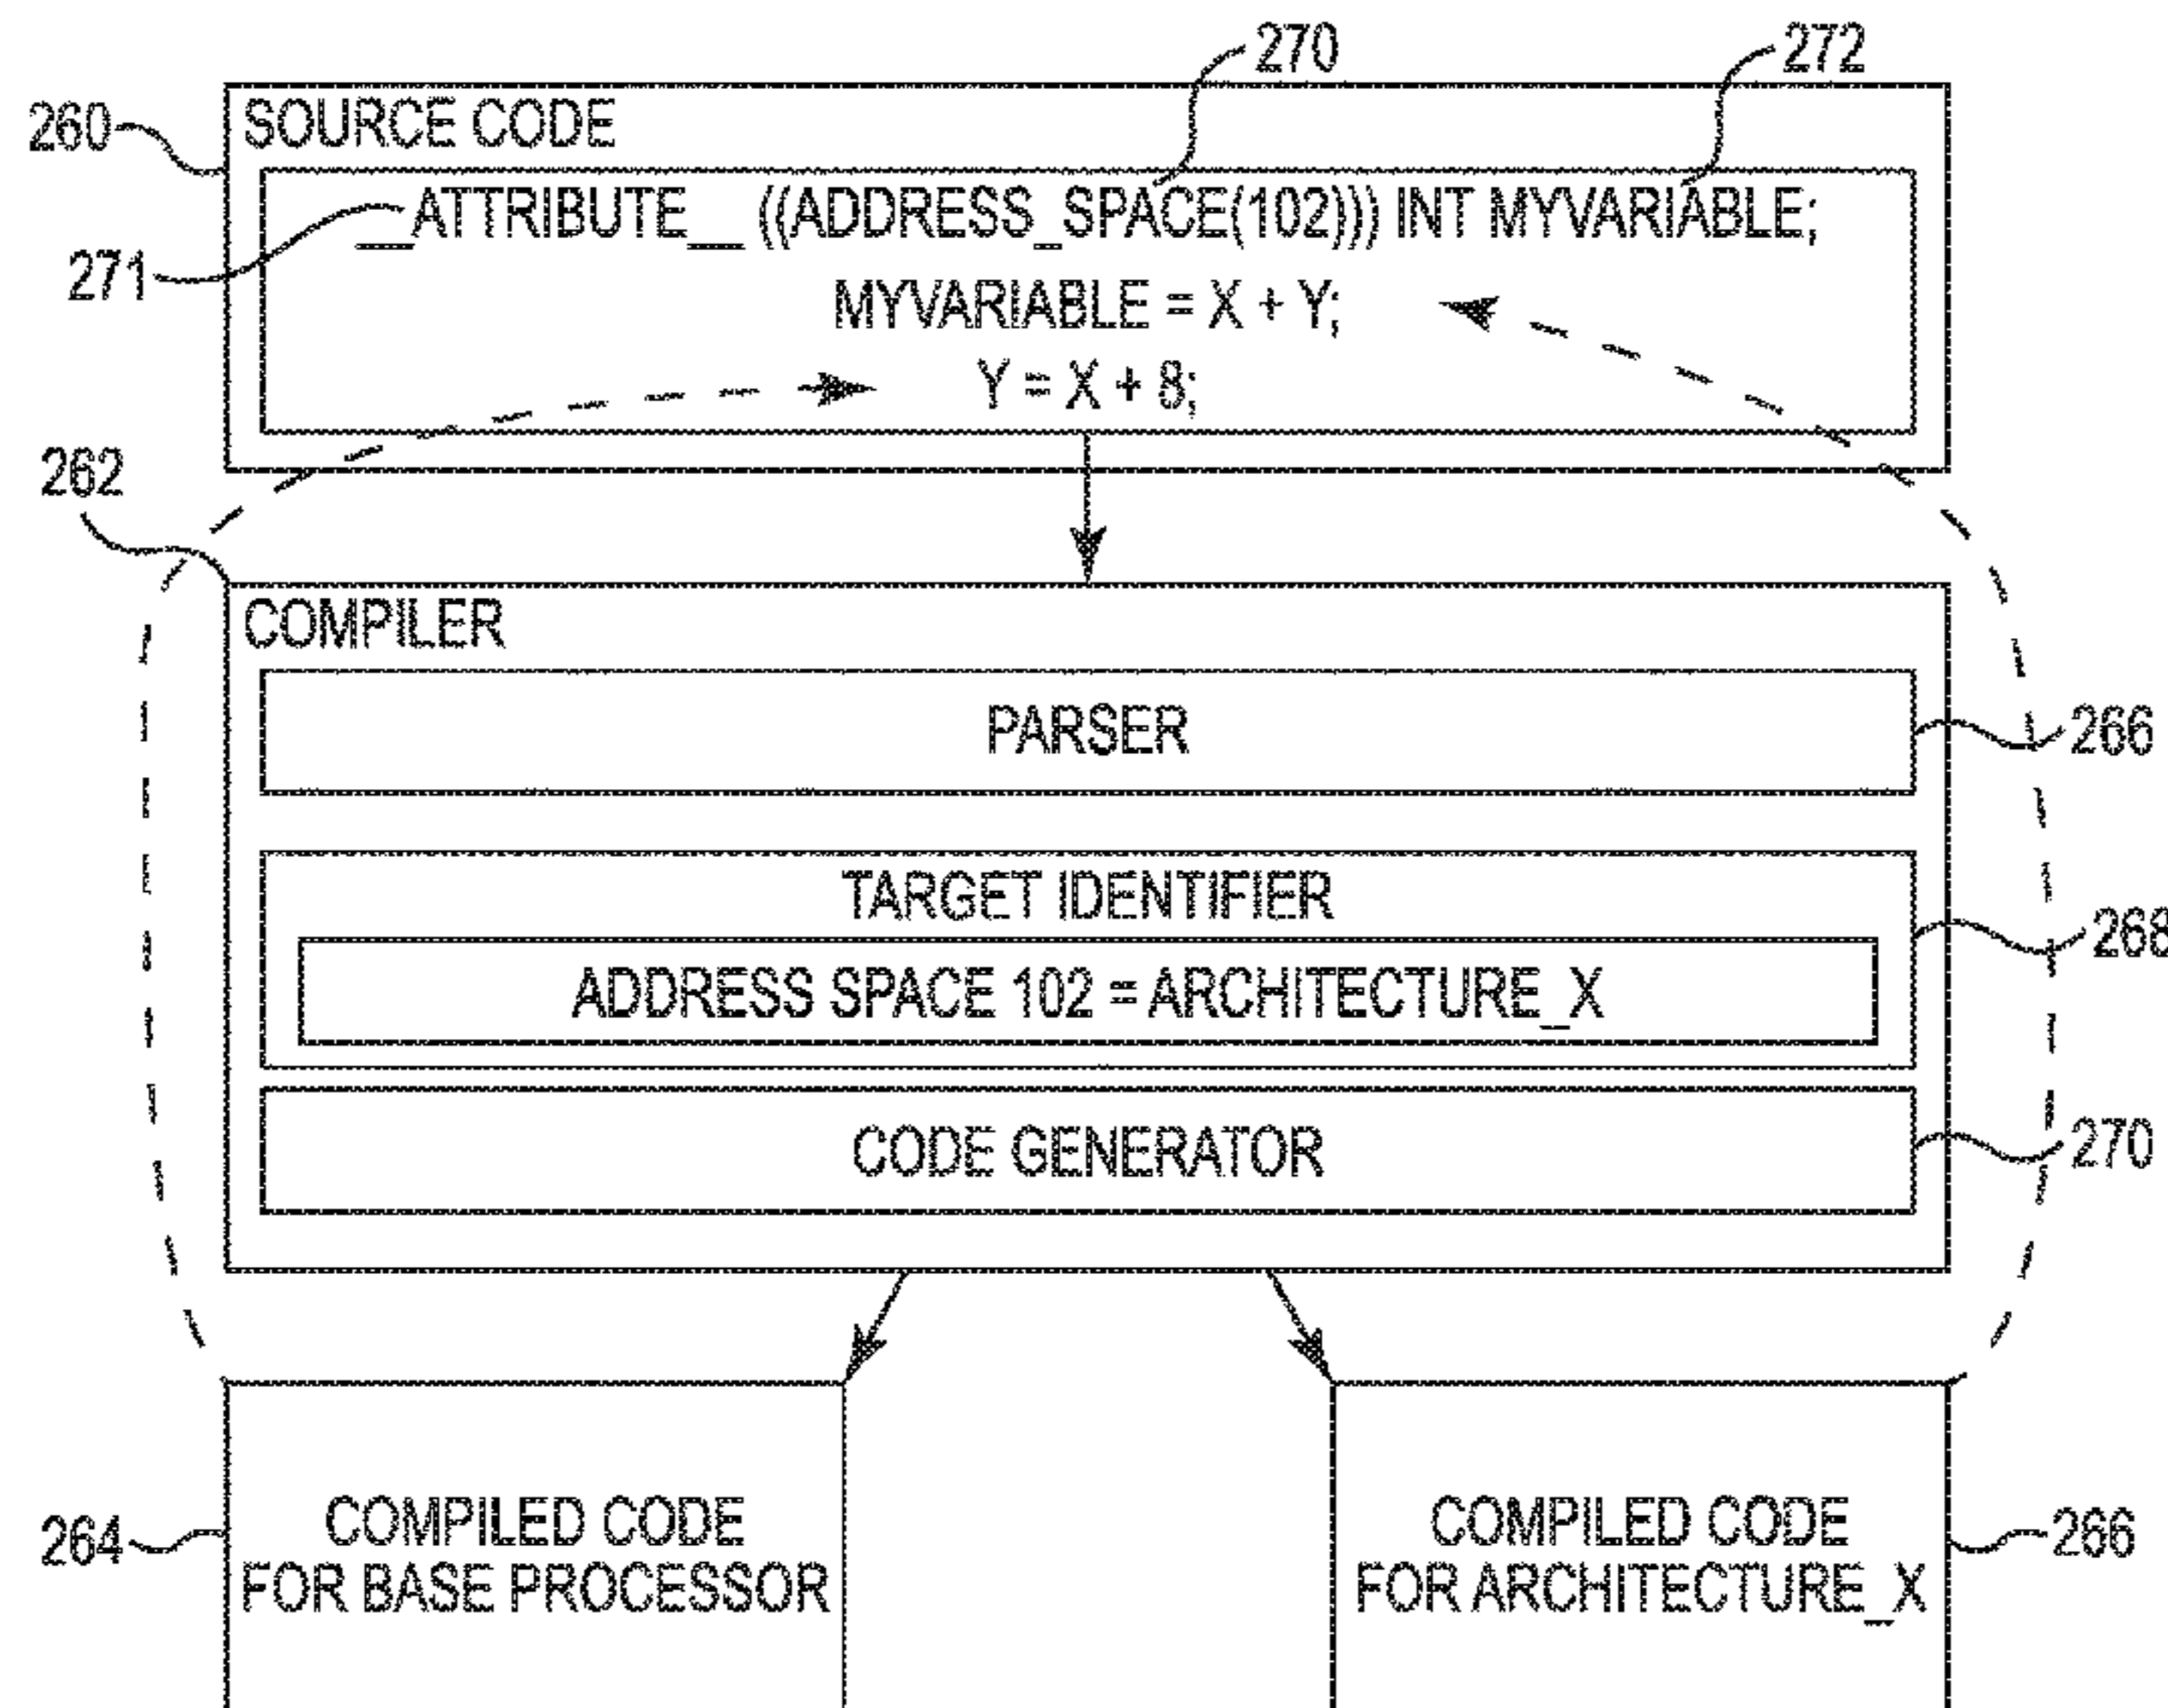 270
272
260
SOURCE CODE
__ATTRIBUTE__ ((ADDRESS_SPACE(102))) INT MYVARIABLE;
271
MYVARIABLE = X + Y;
Y = X + 8;
262
COMPILER
PARSER
266
TARGET IDENTIFIER
268
ADDRESS SPACE 102 = ARCHITECTURE_X
CODE GENERATOR
270
264
COMPILED CODE
FOR BASE PROCESSOR
COMPILED CODE
FOR ARCHITECTURE_X
266